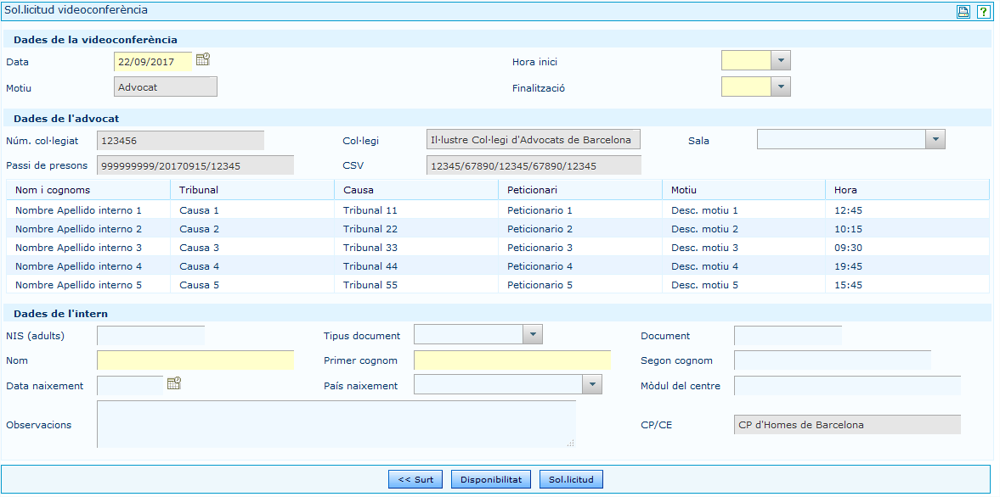 Sol.licitud videoconferència
?
Dades de la videoconferència
Data 22/09/2017 Hora inici
Motiu Advocat Finalització
Dades de l'advocat
Núm. col·legiat 123456 Col·legi Il·lustre Col·legi d'Advocats de Barcelona Sala
Passi de presons 999999999/20170915/12345 CSV 12345/67890/12345/67890/12345
Nom i cognoms Tribunal Causa Peticionari Motiu Hora
Nombre Apellido interno 1 Causa 1 Tribunal 11 Peticionario 1 Desc. motiu 1 12:45
Nombre Apellido interno 2 Causa 2 Tribunal 22 Peticionario 2 Desc. motiu 2 10:15
Nombre Apellido interno 3 Causa 3 Tribunal 33 Peticionario 3 Desc. motiu 3 09:30
Nombre Apellido interno 4 Causa 4 Tribunal 44 Peticionario 4 Desc. motiu 4 19:45
Nombre Apellido interno 5 Causa 5 Tribunal 55 Peticionario 5 Desc. motiu 5 15:45
Dades de l'intern
NIS (adults) Tipus document Document
Nom Primer cognom Segon cognom
Data naixement País naixement Mòdul del centre
Observacions CP/CE CP d'Homes de Barcelona
<< Surt Disponibilitat Sol.licitud